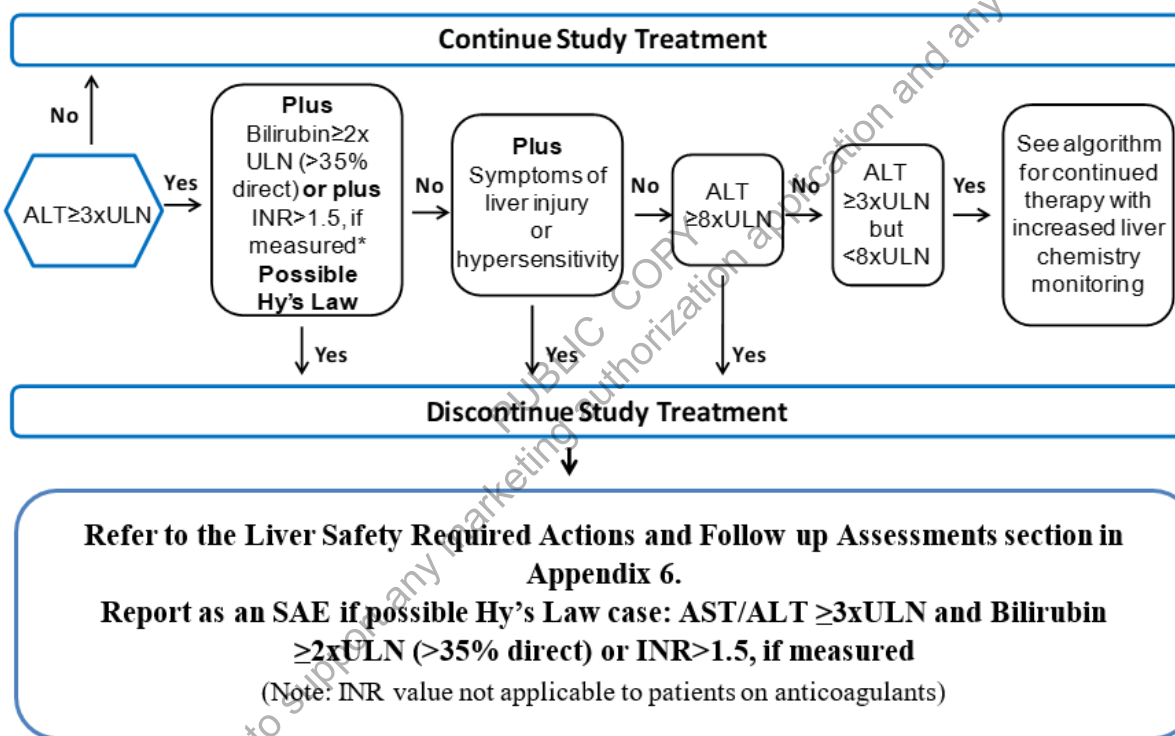 Continue Study Treatment
No
ALT≥3xULN
Yes
Plus
Bilirubin≥2x
ULN (>35%
direct) or plus
INR>1.5, if
measured*
Possible
Hy's Law
No
Yes
Plus
Symptoms of
liver injury
or
hypersensitivity
No
Yes
ALT
≥8xULN
No
Yes
ALT
≥3xULN
but
<8xULN
Yes
See algorithm
for continued
therapy with
increased liver
chemistry
monitoring
Discontinue Study Treatment
Refer to the Liver Safety Required Actions and Follow up Assessments section in
Appendix 6.
Report as an SAE if possible Hy's Law case: AST/ALT ≥3xULN and Bilirubin
≥2xULN (>35% direct) or INR>1.5, if measured
(Note: INR value not applicable to patients on anticoagulants)
PUBLIC COPY
to support any marketing authorization application and any